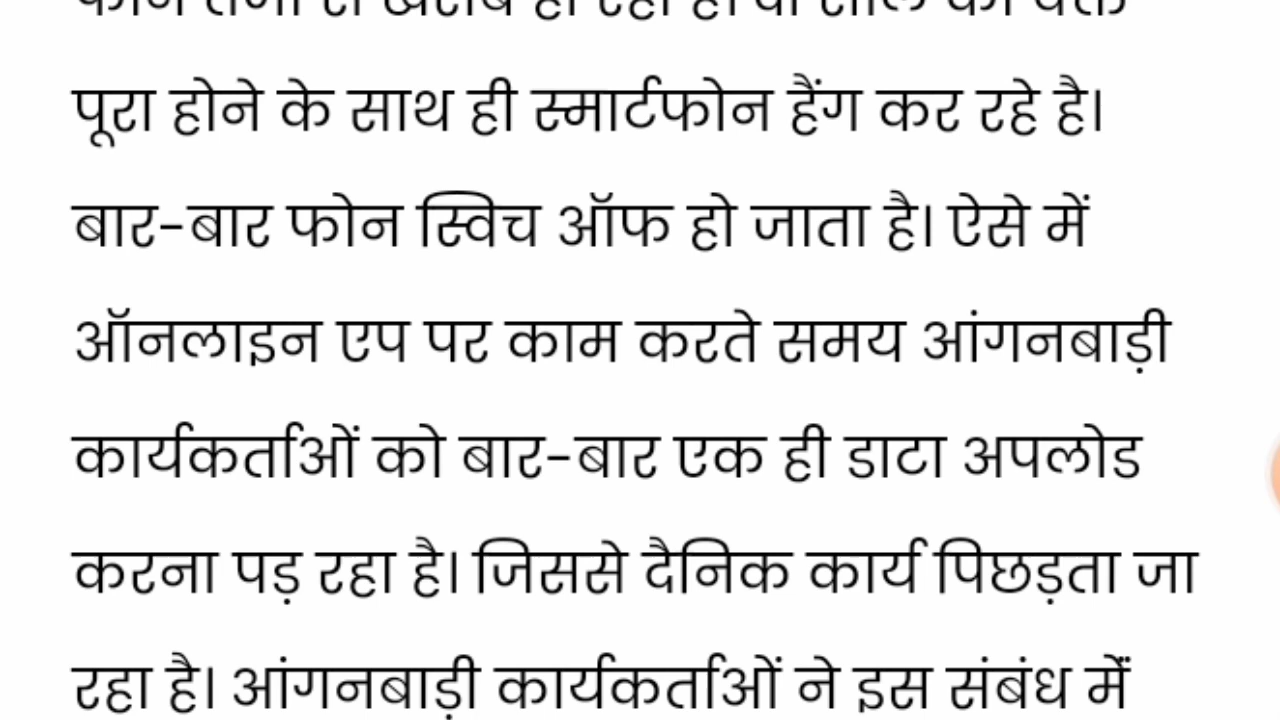 पूरा होने के साथ ही स्मार्टफोन हैंग कर रहे है।
बार-बार फोन स्विच ऑफ हो जाता है। ऐसे में
ऑनलाइन एप पर काम करते समय आंगनबाड़ी
कार्यकर्ताओं को बार-बार एक ही डाटा अपलोड
करना पड़ रहा है। जिससे दैनिक कार्य पिछड़ता जा
रहा है। आंगनबाड़ी कार्यकर्ताओं ने इस संबंध में